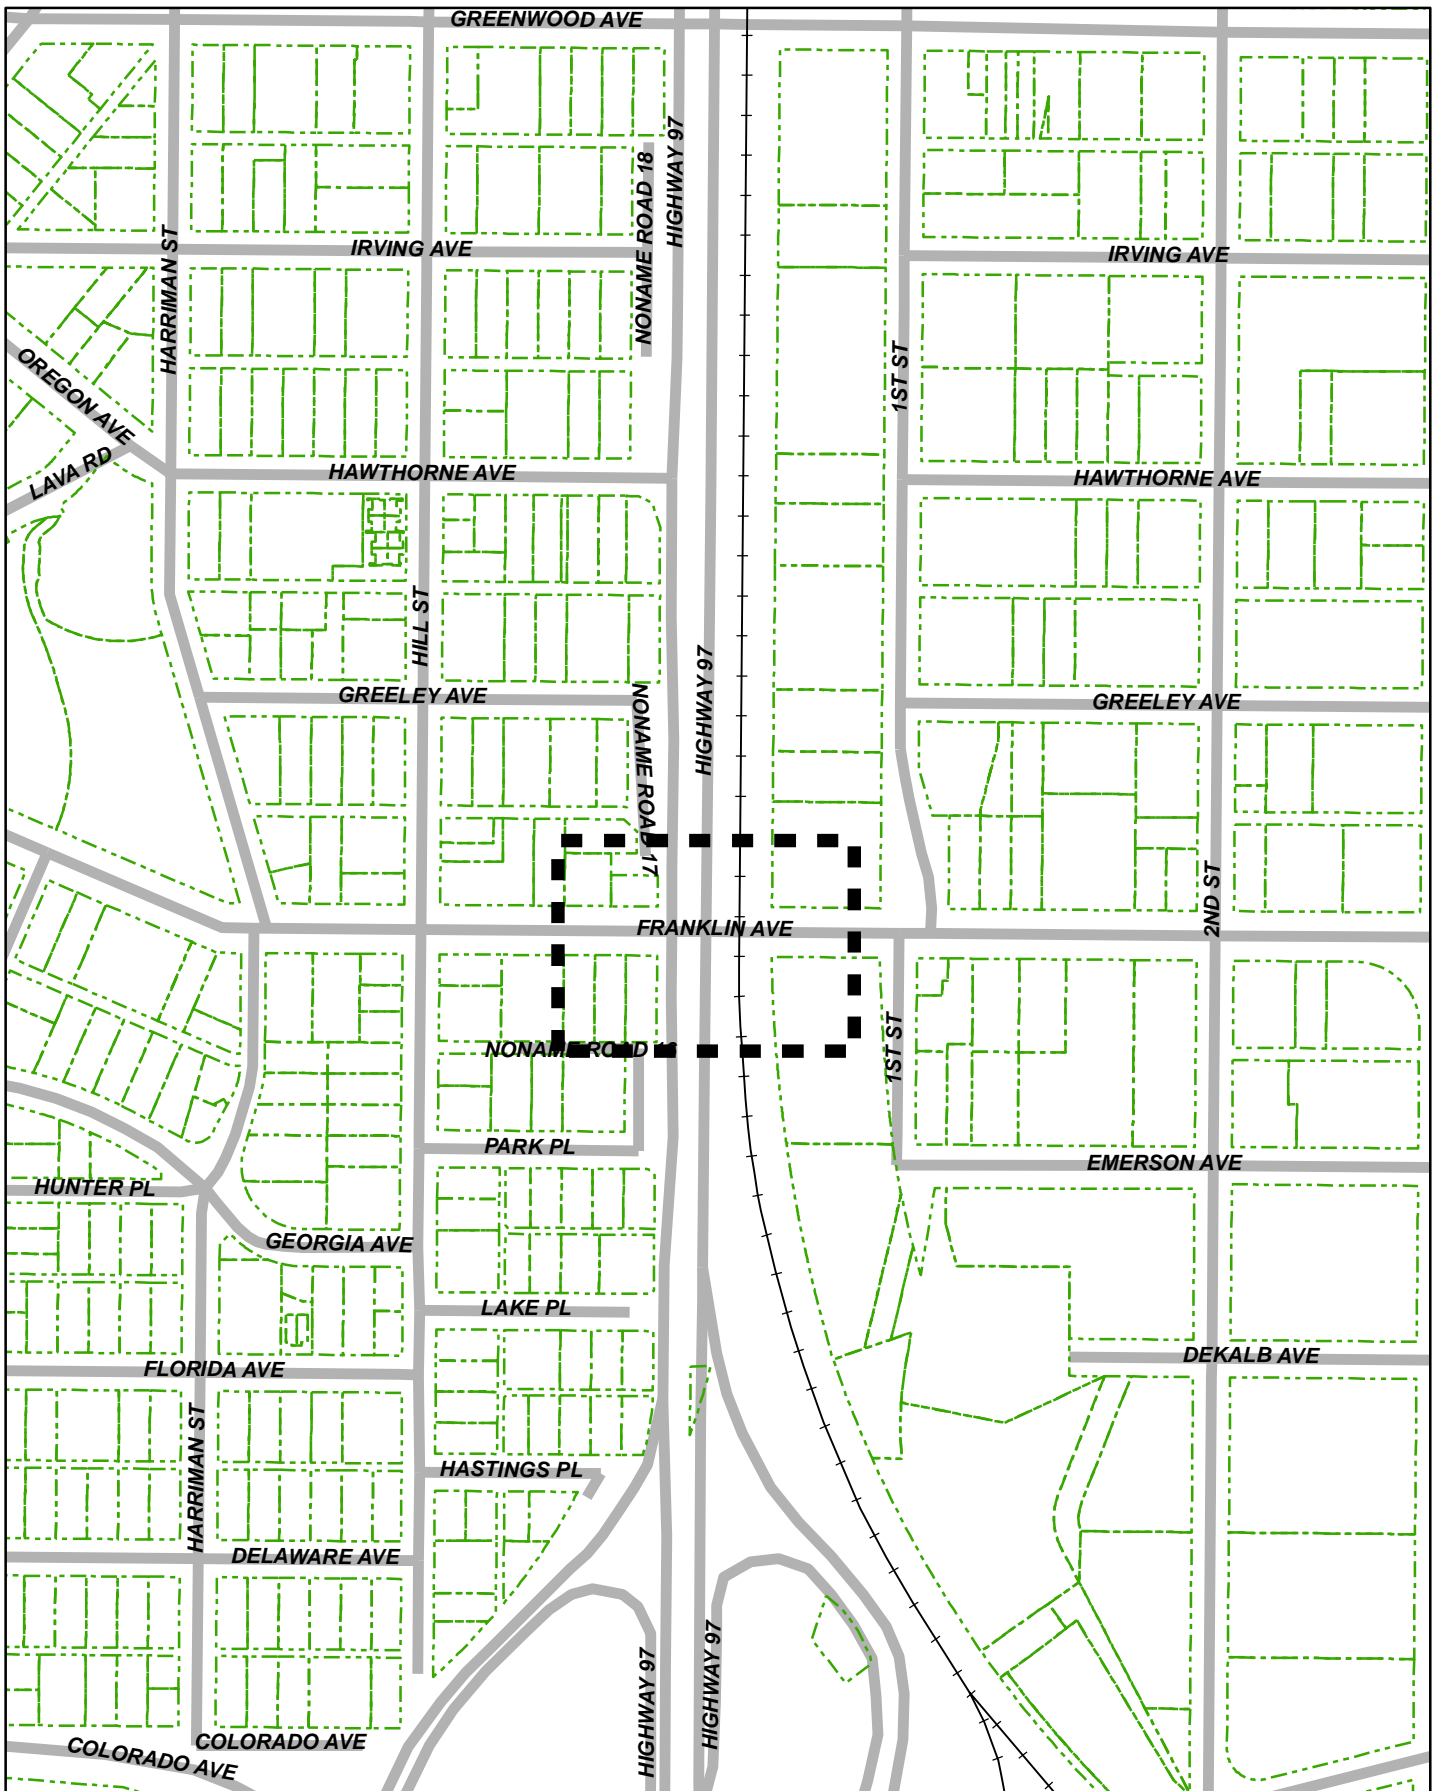 GREENWOOD AVE
HIGHWAY 97
NONAME ROAD 18
HARRIMAN ST
IRVING AVE
IRVING AVE
OREGON AVE
1ST ST
LAVA RD
HAWTHORNE AVE
HAWTHORNE AVE
HILL ST
HIGHWAY 97
GREELEY AVE
NONAME ROAD 17
GREELEY AVE
2ND ST
FRANKLIN AVE
1ST ST
NONAME ROAD
PARK PL
EMERSON AVE
HUNTER PL
GEORGIA AVE
LAKE PL
FLORIDA AVE
DEKALB AVE
HARRIMAN ST
HASTINGS PL
DELAWARE AVE
HIGHWAY 97
HIGHWAY 97
COLORADO AVE
COLORADO AVE